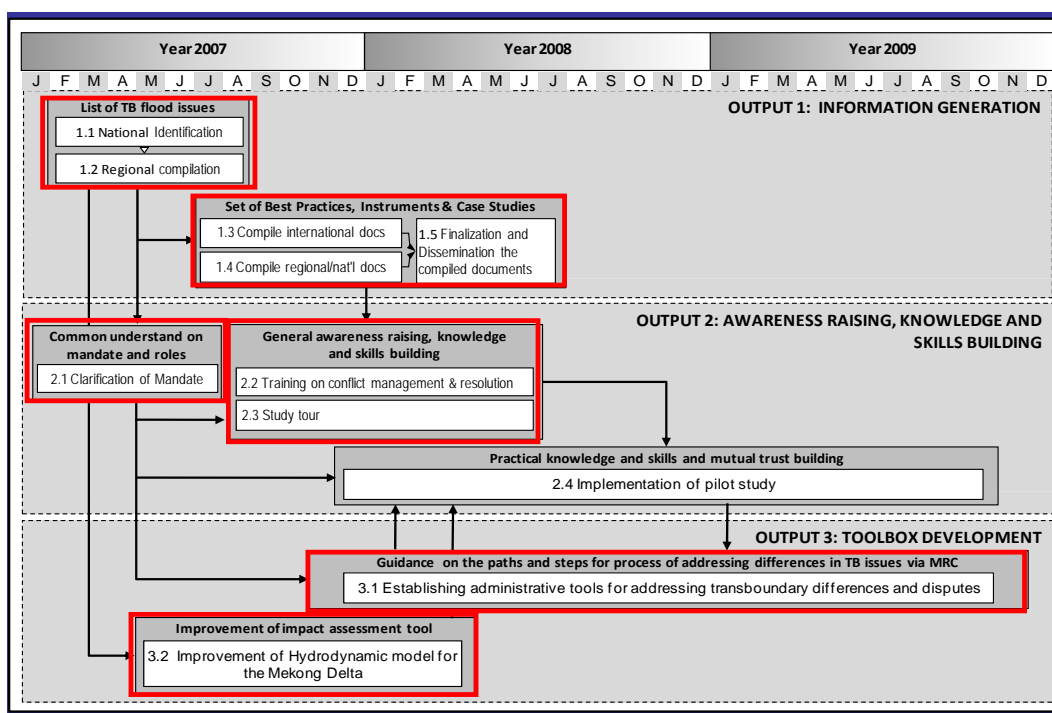 Year 2007
Year 2008
Year 2009
J F M A M J J A S O N D J F M A M J J A S O N D J F M A M J J A S O N D
OUTPUT 1: INFORMATION GENERATION
List of TB flood issues
1.1 National Identification
1.2 Regional compilation
Set of Best Practices, Instruments & Case Studies
1.3 Compile international docs
1.4 Compile regional/nat'l docs
1.5 Finalization and
Dissemination the
compiled documents
OUTPUT 2: AWARENESS RAISING, KNOWLEDGE AND
SKILLS BUILDING
Common understand on
mandate and roles
2.1 Clarification of Mandate
General awareness raising, knowledge
and skills building
2.2 Training on conflict management & resolution
2.3 Study tour
Practical knowledge and skills and mutual trust building
2.4 Implementation of pilot study
OUTPUT 3: TOOLBOX DEVELOPMENT
Guidance on the paths and steps for process of addressing differences in TB issues via MRC
3.1 Establishing administrative tools for addressing transboundary differences and disputes
Improvement of impact assessment tool
3.2 Improvement of Hydrodynamic model for
the Mekong Delta